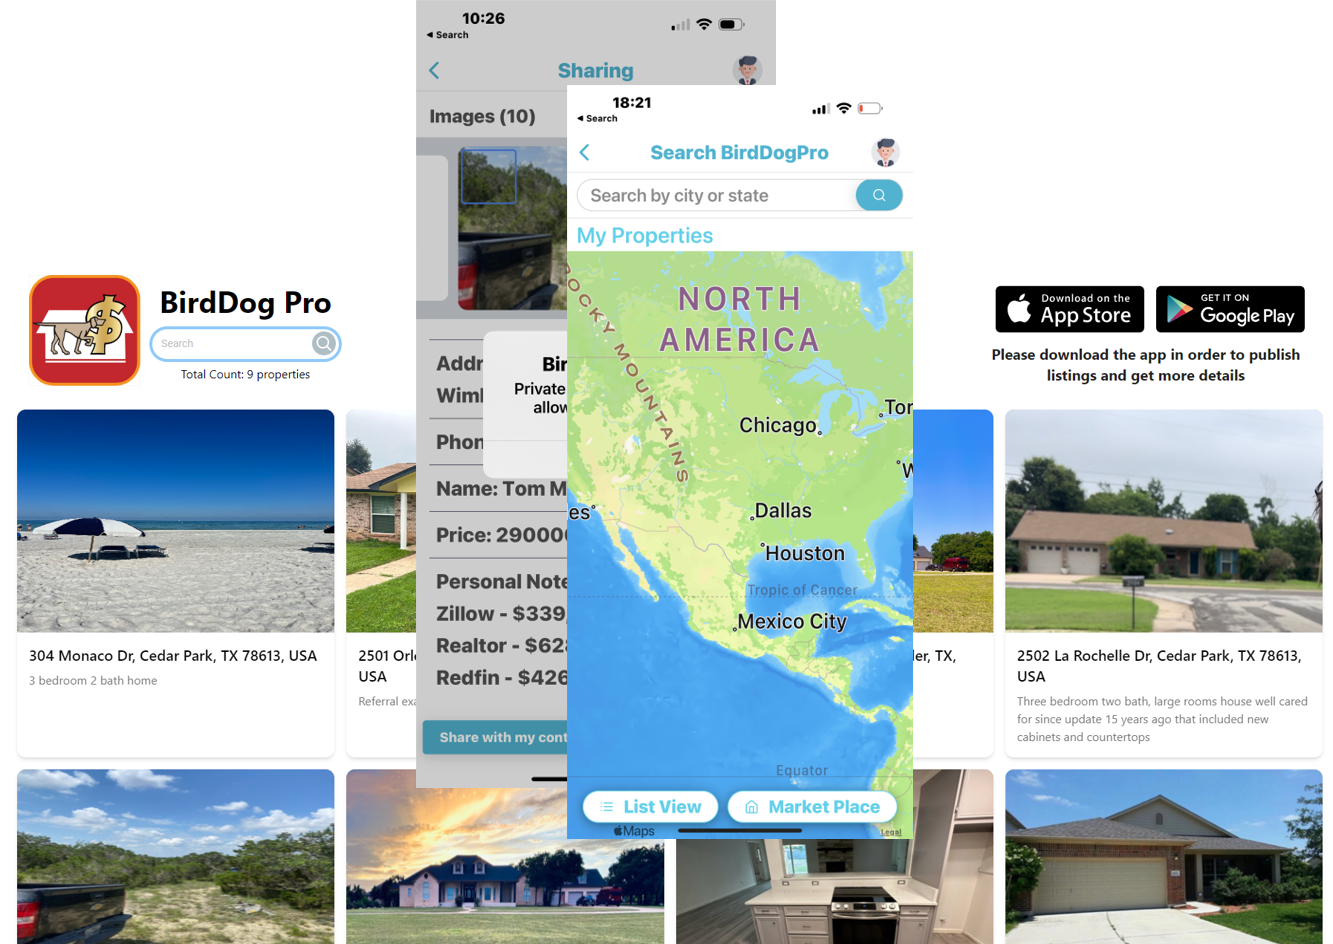 10:26
Search
Sharing
Images (10)
18:21
Search
Search BirdDogPro
Search by city or state
My Properties
NORTH
AMERICA
ROCKY MOUNTAINS
Chicago
Dallas
Houston
Tropic of Cancer
Mexico City
Equator
List View
Market Place
Maps
Legal
BirdDog Pro
Search
Total Count: 9 properties
Download on the
App Store
GET IT ON
Google Play
Please download the app in order to publish
listings and get more details
Addr
Wiml
Phon
Name: Tom M
Price: 29000
Personal Note
Zillow - $339,
Realtor - $628
Redfin - $426
Share with my cont
Bir
Private
allow
304 Monaco Dr, Cedar Park, TX 78613, USA
3 bedroom 2 bath home
2501 Orl
USA
Referral exa
ler, TX,
2502 La Rochelle Dr, Cedar Park, TX 78613,
USA
Three bedroom two bath, large rooms house well cared
for since update 15 years ago that included new
cabinets and countertops